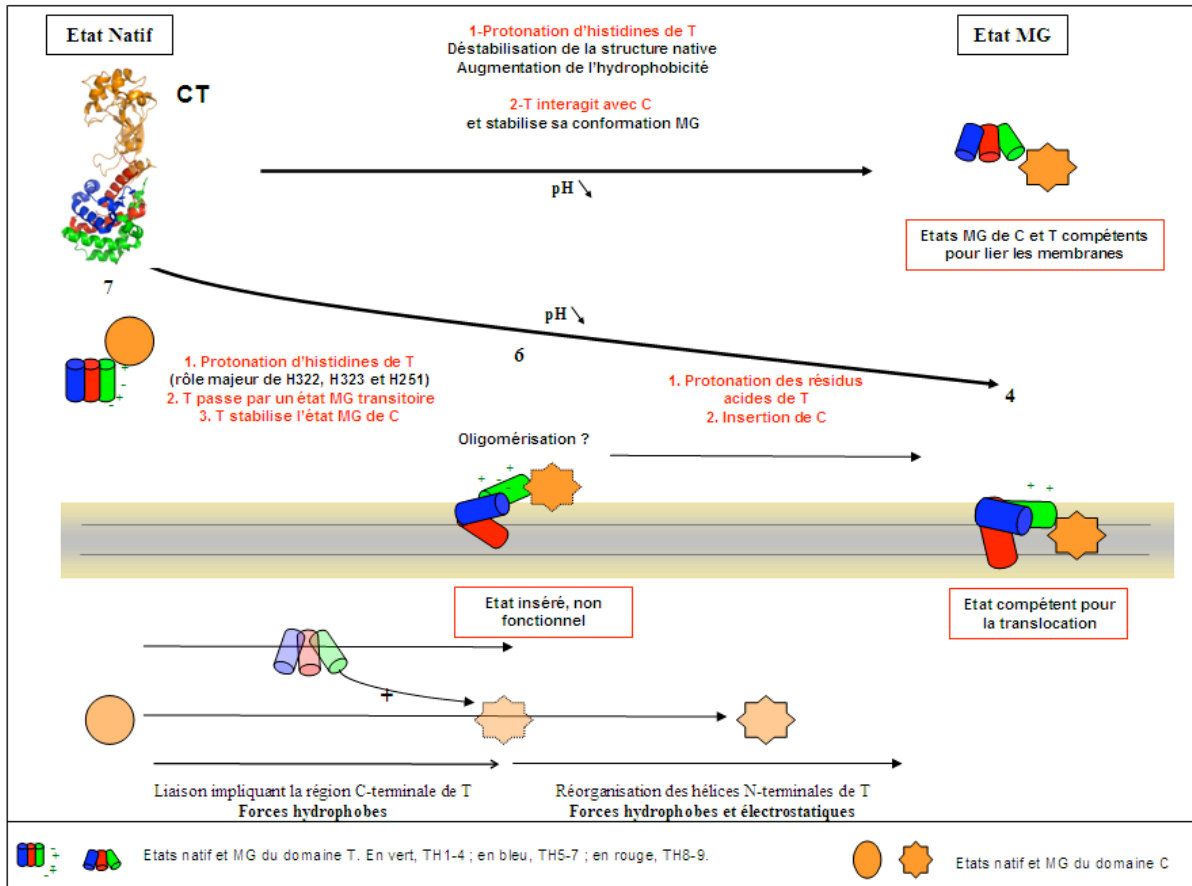 Etat Natif
1-Protonation d'histidines de T
Déstabilisation de la structure native
Augmentation de l'hydrophobicité
2-T interagit avec C
et stabilise sa conformation MG
Etat MG
CT
pH ↘
Etats MG de C et T compétents
pour lier les membranes
7
pH ↘
6
4
1. Protonation d'histidines de T
(rôle majeur de H322, H323 et H251)
2. T passe par un état MG transitoire
3. T stabilise l'état MG de C
1. Protonation des résidus
acides de T
2. Insertion de C
Oligomérisation ?
Etat inséré, non
fonctionnel
Etat compétent pour
la translocation
+
Liaison impliquant la région C-terminale de T
Forces hydrophobes
Réorganisation des hélices N-terminales de T
Forces hydrophobes et électrostatiques
Etats natif et MG du domaine T. En vert, TH1-4 ; en bleu, TH5-7 ; en rouge, TH8-9.
Etats natif et MG du domaine C